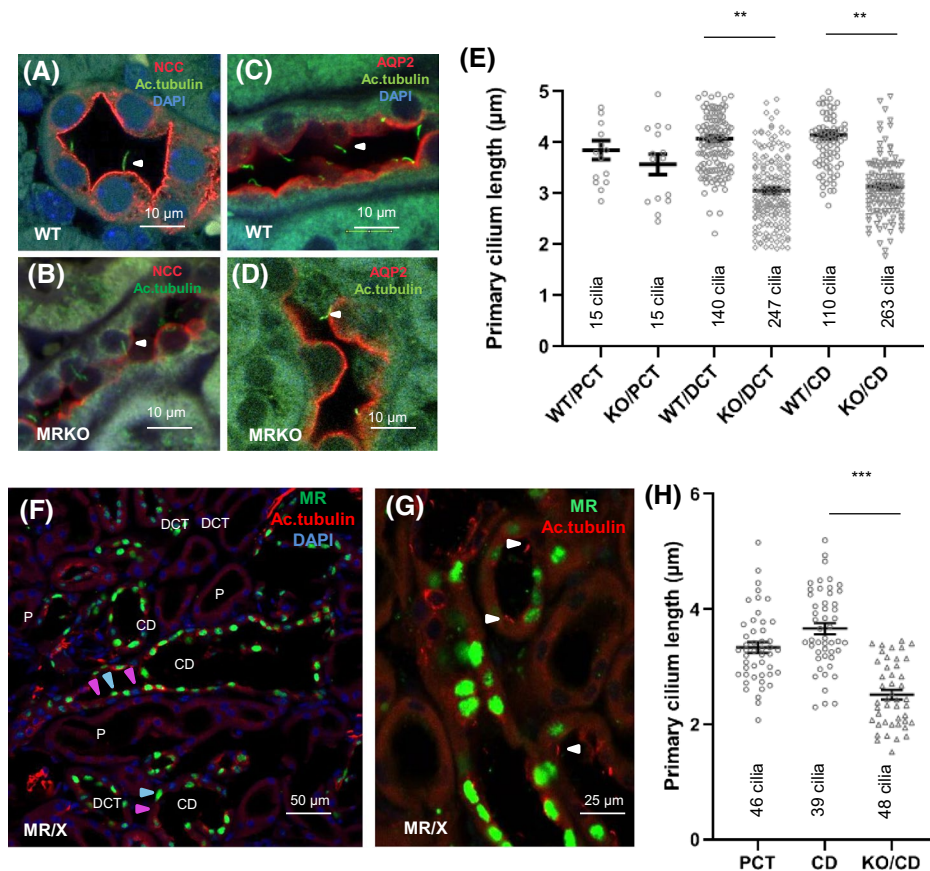 (A)
NCC
Ac.tubulin
DAPI
10 µm
WT
(C)
AQP2
Ac.tubulin
DAPI
10 µm
WT
(B)
NCC
Ac.tubulin
10 µm
MRKO
(D)
AQP2
Ac.tubulin
10 µm
MRKO
(E)
** **
Primary cilium length (µm)
5
4
3
2
1
0
15 cilia
15 cilia
140 cilia
247 cilia
110 cilia
263 cilia
WT/PCT
KO/PCT
WT/DCT
KO/DCT
WT/CD
KO/CD
(F)
MR
Ac.tubulin
DAPI
DCT DCT
P
P
CD
CD
P
DCT
CD
50 µm
MR/X
(G)
MR
Ac.tubulin
25 µm
MR/X
(H)
***
Primary cilium length (µm)
6
4
2
0
46 cilia
39 cilia
48 cilia
PCT CD KO/CD